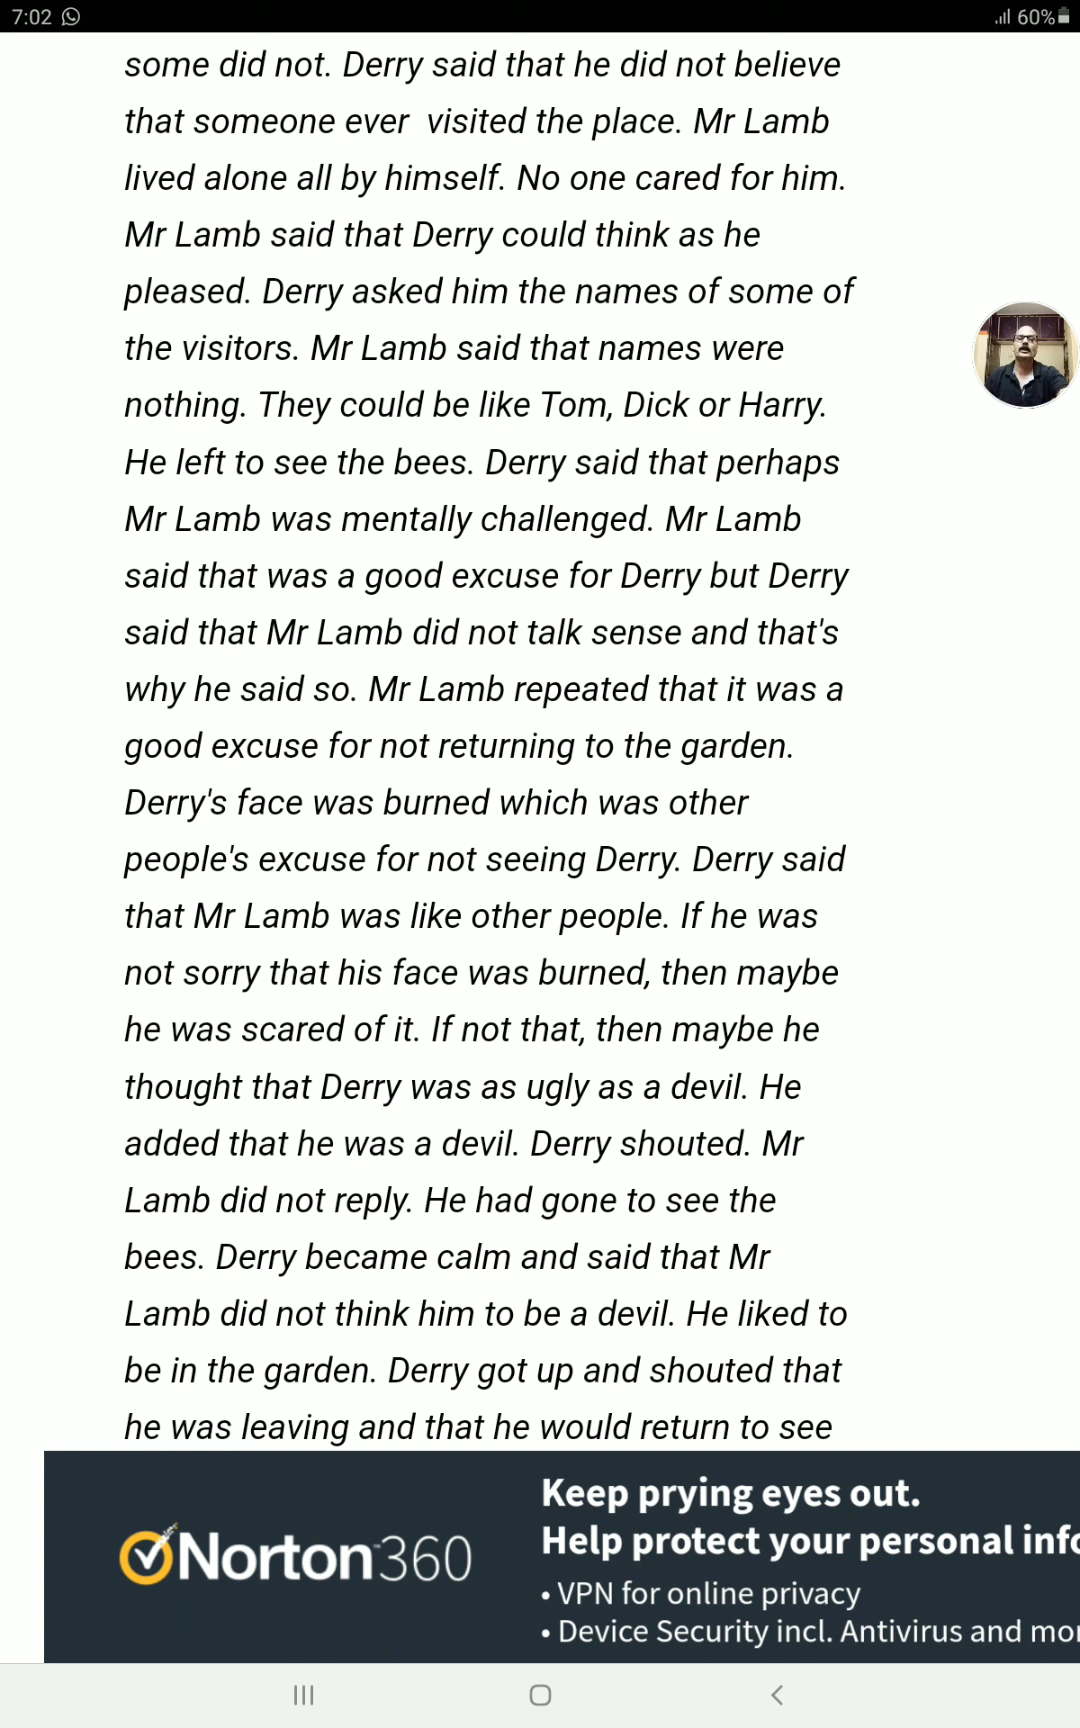 7:02 60%
some did not. Derry said that he did not believe
that someone ever  visited the place. Mr Lamb
lived alone all by himself. No one cared for him.
Mr Lamb said that Derry could think as he
pleased. Derry asked him the names of some of
the visitors. Mr Lamb said that names were
nothing. They could be like Tom, Dick or Harry.
He left to see the bees. Derry said that perhaps
Mr Lamb was mentally challenged. Mr Lamb
said that was a good excuse for Derry but Derry
said that Mr Lamb did not talk sense and that's
why he said so. Mr Lamb repeated that it was a
good excuse for not returning to the garden.
Derry's face was burned which was other
people's excuse for not seeing Derry. Derry said
that Mr Lamb was like other people. If he was
not sorry that his face was burned, then maybe
he was scared of it. If not that, then maybe he
thought that Derry was as ugly as a devil. He
added that he was a devil. Derry shouted. Mr
Lamb did not reply. He had gone to see the
bees. Derry became calm and said that Mr
Lamb did not think him to be a devil. He liked to
be in the garden. Derry got up and shouted that
he was leaving and that he would return to see
Norton 360
Keep prying eyes out.
Help protect your personal info
• VPN for online privacy
• Device Security incl. Antivirus and mo